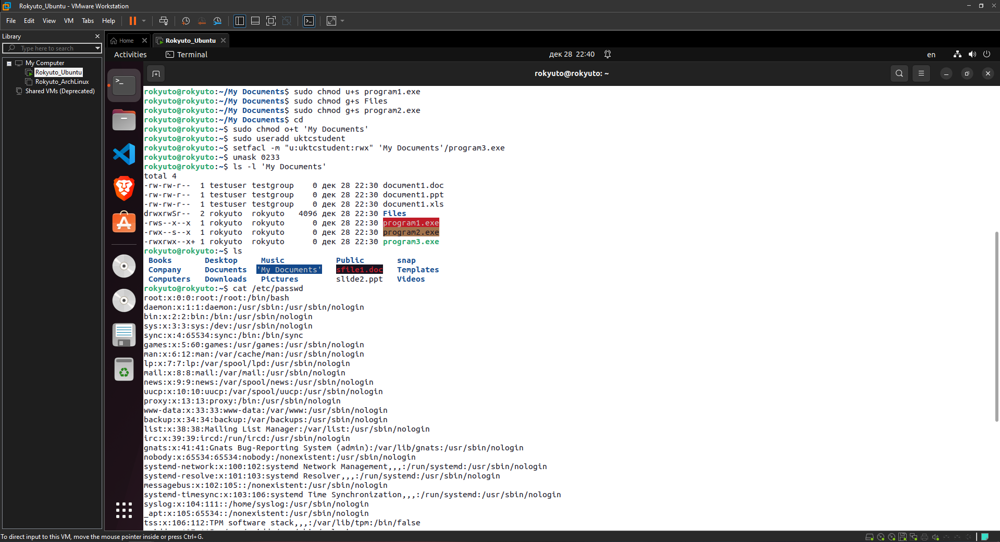 Rokyuto_Ubuntu - VMware Workstation
File Edit View VM Tabs Help
Library
Type here to search
My Computer
Rokyuto_Ubuntu
Rokyuto_ArchLinux
Shared VMs (Deprecated)
Home Rokyuto_Ubuntu
Activities Terminal дек 28 22:40 en
rokyuto@rokyuto: ~
rokyuto@rokyuto:~/My Documents$ sudo chmod u+s program1.exe
rokyuto@rokyuto:~/My Documents$ sudo chmod g+s Files
rokyuto@rokyuto:~/My Documents$ sudo chmod g+s program2.exe
rokyuto@rokyuto:~/My Documents$ cd
rokyuto@rokyuto:~$ sudo chmod o+t 'My Documents'
rokyuto@rokyuto:~$ sudo useradd uktcstudent
rokyuto@rokyuto:~$ setfacl -m "u:uktcstudent:rwx" 'My Documents'/program3.exe
rokyuto@rokyuto:~$ umask 0233
rokyuto@rokyuto:~$ ls -l 'My Documents'
total 4
-rw-rw-r-- 1 testuser testgroup 0 дек 28 22:30 document1.doc
-rw-rw-r-- 1 testuser testgroup 0 дек 28 22:30 document1.ppt
-rw-rw-r-- 1 testuser testgroup 0 дек 28 22:30 document1.xls
drwxrwSr-- 2 rokyuto rokyuto 4096 дек 28 22:30 Files
-rws--x--x 1 rokyuto rokyuto 0 дек 28 22:30 program1.exe
-rwx--s--x 1 rokyuto rokyuto 0 дек 28 22:30 program2.exe
-rwxrwx--x+ 1 rokyuto rokyuto 0 дек 28 22:30 program3.exe
rokyuto@rokyuto:~$ ls
Books Desktop Music Public snap
Company Documents 'My Documents' sfile1.doc Templates
Computers Downloads Pictures slide2.ppt Videos
rokyuto@rokyuto:~$ cat /etc/passwd
root:x:0:0:root:/root:/bin/bash
daemon:x:1:1:daemon:/usr/sbin:/usr/sbin/nologin
bin:x:2:2:bin:/bin:/usr/sbin/nologin
sys:x:3:3:sys:/dev:/usr/sbin/nologin
sync:x:4:65534:sync:/bin:/bin/sync
games:x:5:60:games:/usr/games:/usr/sbin/nologin
man:x:6:12:man:/var/cache/man:/usr/sbin/nologin
lp:x:7:7:lp:/var/spool/lpd:/usr/sbin/nologin
mail:x:8:8:mail:/var/mail:/usr/sbin/nologin
news:x:9:9:news:/var/spool/news:/usr/sbin/nologin
uucp:x:10:10:uucp:/var/spool/uucp:/usr/sbin/nologin
proxy:x:13:13:proxy:/bin:/usr/sbin/nologin
www-data:x:33:33:www-data:/var/www:/usr/sbin/nologin
backup:x:34:34:backup:/var/backups:/usr/sbin/nologin
list:x:38:38:Mailing List Manager:/var/list:/usr/sbin/nologin
irc:x:39:39:ircd:/run/ircd:/usr/sbin/nologin
gnats:x:41:41:Gnats Bug-Reporting System (admin):/var/lib/gnats:/usr/sbin/nologin
nobody:x:65534:65534:nobody:/nonexistent:/usr/sbin/nologin
systemd-network:x:100:102:systemd Network Management,,,:/run/systemd:/usr/sbin/nologin
systemd-resolve:x:101:103:systemd Resolver,,,:/run/systemd:/usr/sbin/nologin
messagebus:x:102:105::/nonexistent:/usr/sbin/nologin
systemd-timesync:x:103:106:systemd Time Synchronization,,,:/run/systemd:/usr/sbin/nologin
syslog:x:104:111::/home/syslog:/usr/sbin/nologin
_apt:x:105:65534::/nonexistent:/usr/sbin/nologin
tss:x:106:112:TPM software stack,,,:/var/lib/tpm:/bin/false
To direct input to this VM, move the mouse pointer inside or press Ctrl+G.